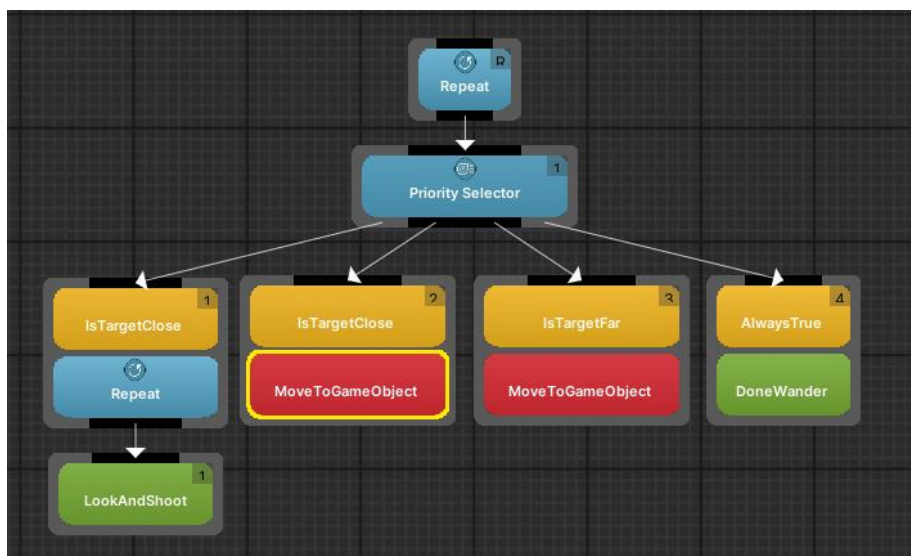 R
Repeat
1
Priority Selector
1
IsTargetClose
Repeat
1
LookAndShoot
2
IsTargetClose
MoveToGameObject
3
IsTargetFar
MoveToGameObject
4
AlwaysTrue
DoneWander